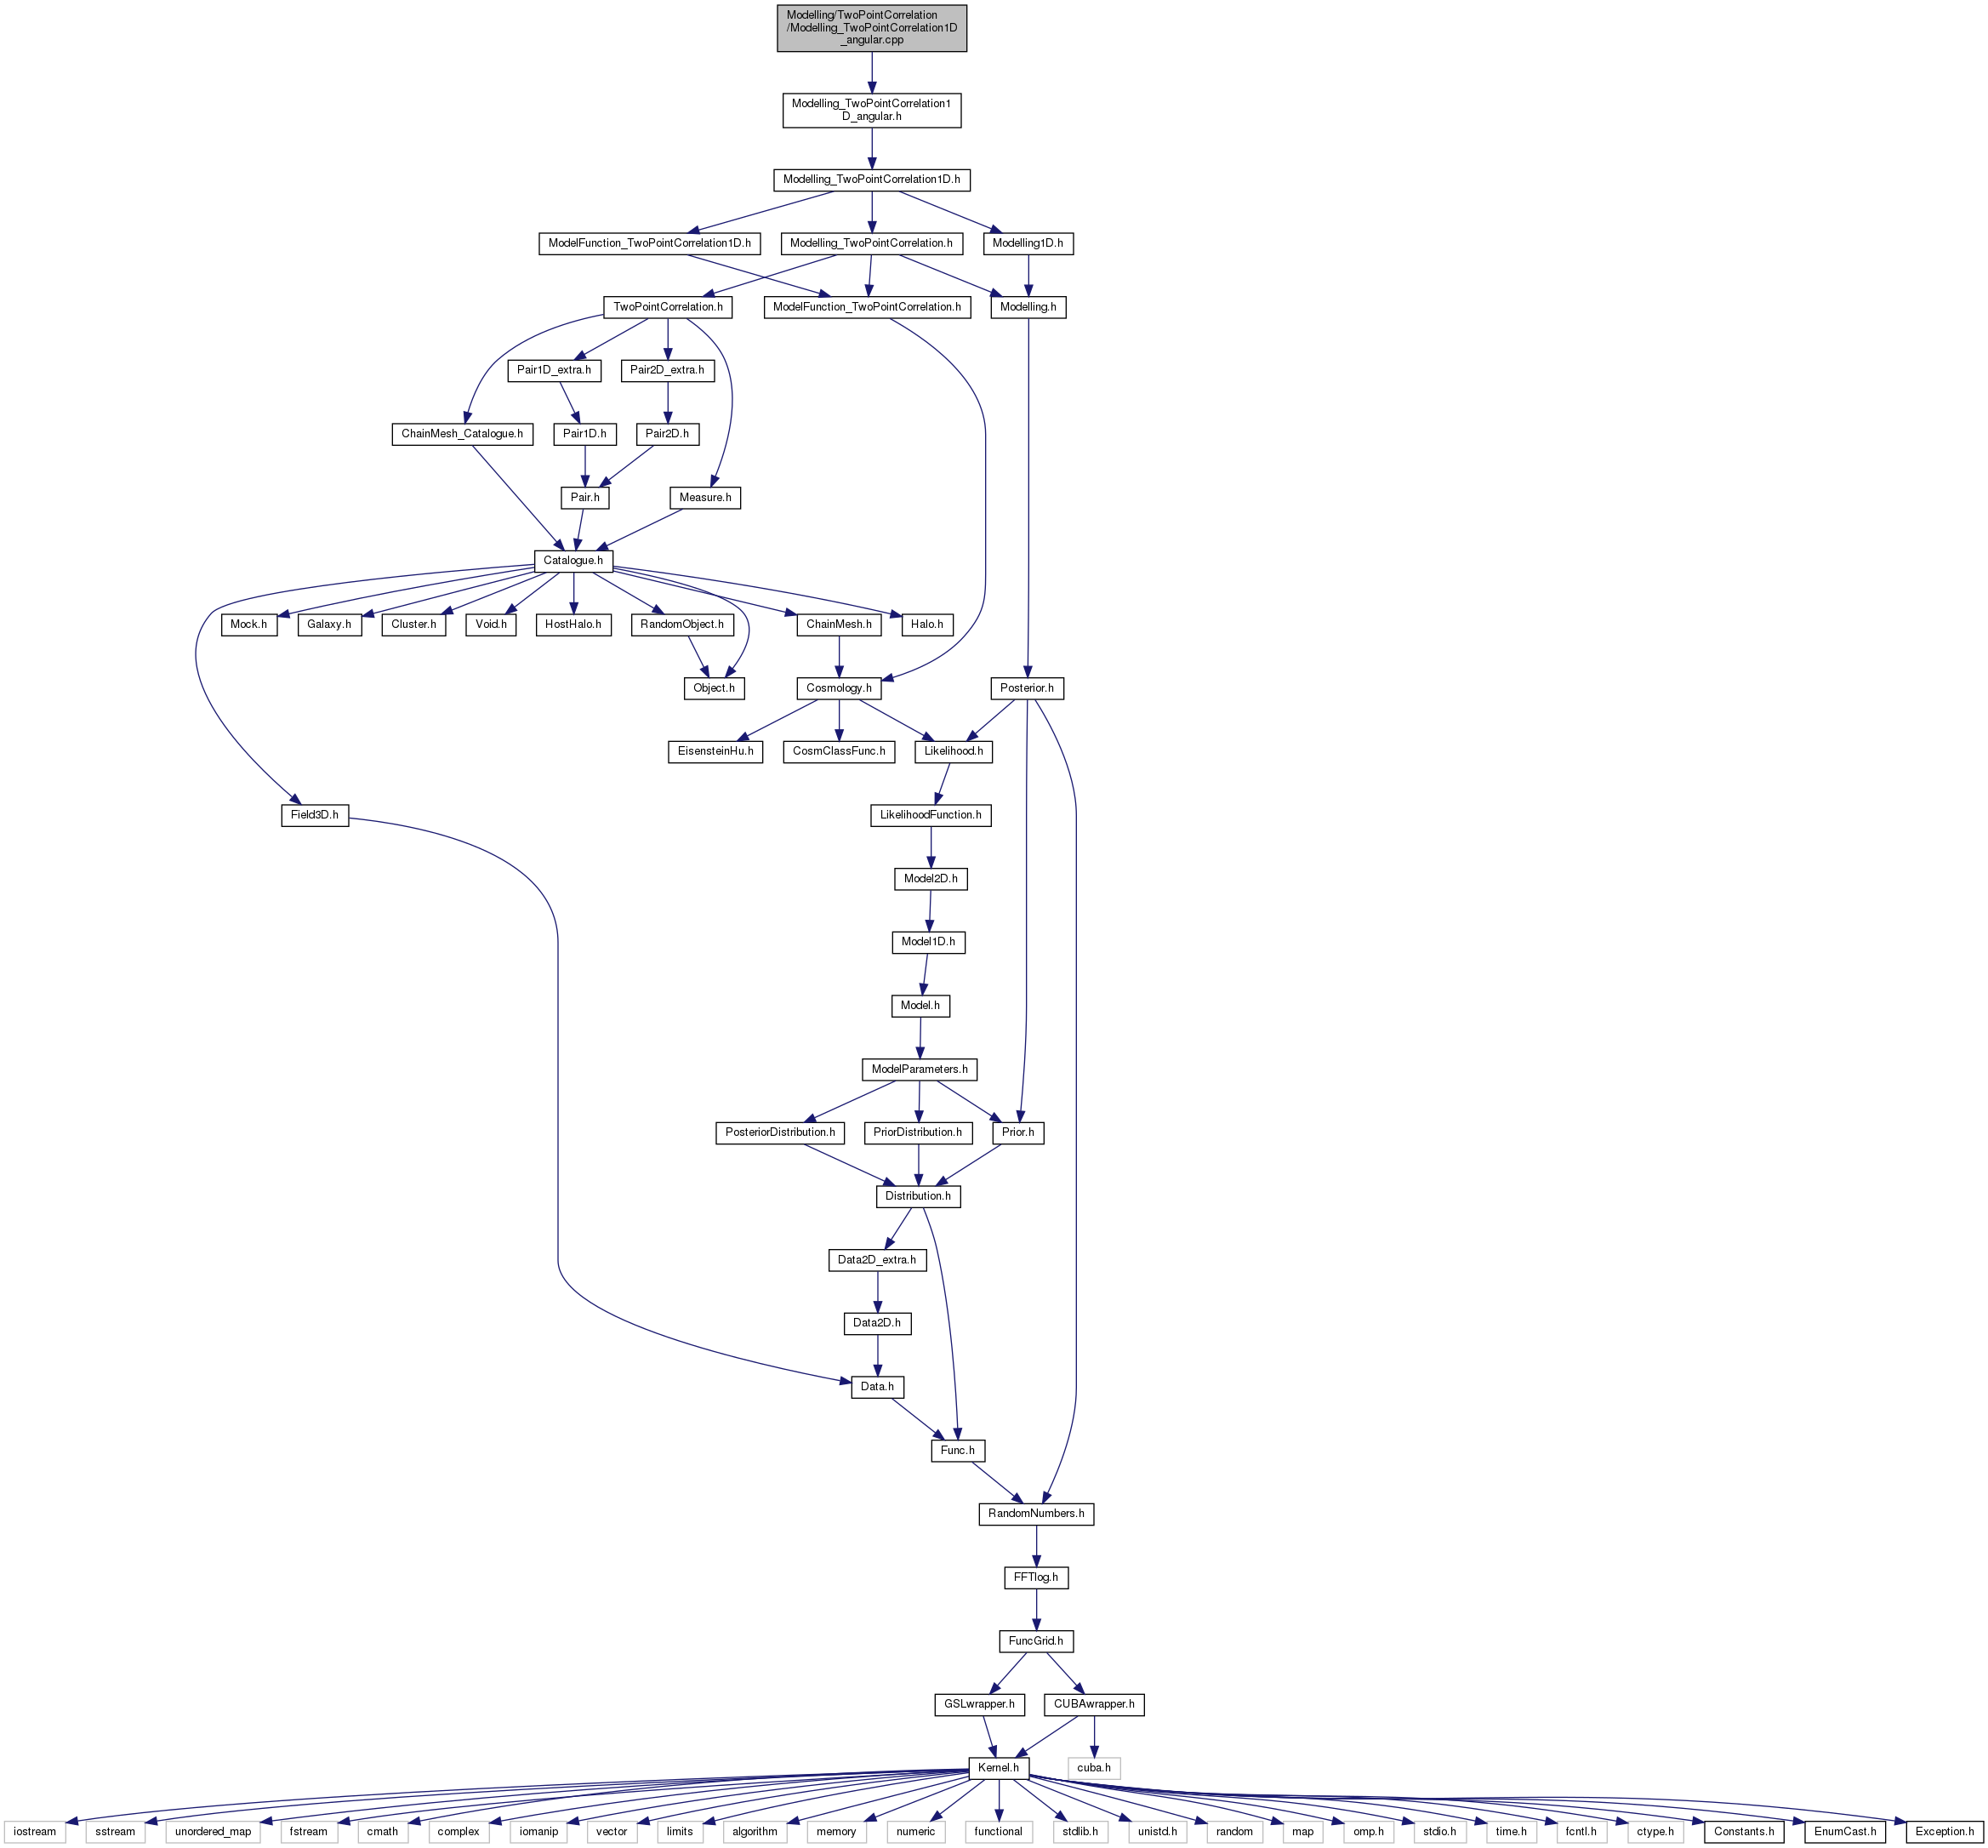 Modelling/TwoPointCorrelation
/Modelling_TwoPointCorrelation1D
_angular.cpp
Modelling_TwoPointCorrelation1
D_angular.h
Modelling_TwoPointCorrelation1D.h
ModelFunction_TwoPointCorrelation1D.h
Modelling_TwoPointCorrelation.h
Modelling1D.h
TwoPointCorrelation.h
ModelFunction_TwoPointCorrelation.h
Modelling.h
Pair1D_extra.h
Pair2D_extra.h
ChainMesh_Catalogue.h
Pair1D.h
Pair2D.h
Pair.h
Measure.h
Catalogue.h
Mock.h
Galaxy.h
Cluster.h
Void.h
HostHalo.h
RandomObject.h
ChainMesh.h
Halo.h
Object.h
Cosmology.h
Posterior.h
EisensteinHu.h
CosmClassFunc.h
Likelihood.h
Field3D.h
LikelihoodFunction.h
Model2D.h
Model1D.h
Model.h
ModelParameters.h
PosteriorDistribution.h
PriorDistribution.h
Prior.h
Distribution.h
Data2D_extra.h
Data2D.h
Data.h
Func.h
RandomNumbers.h
FFTlog.h
FuncGrid.h
GSLwrapper.h
CUBAwrapper.h
Kernel.h
cuba.h
iostream
sstream
unordered_map
fstream
cmath
complex
iomanip
vector
limits
algorithm
memory
numeric
functional
stdlib.h
unistd.h
random
map
omp.h
stdio.h
time.h
fcntl.h
ctype.h
Constants.h
EnumCast.h
Exception.h